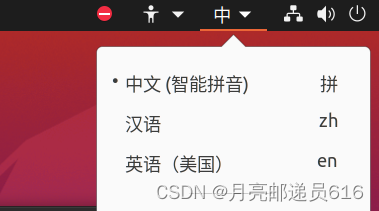 中
中文 (智能拼音) 拼
汉语 zh
英语（美国） en
CSDN @月亮邮递员616